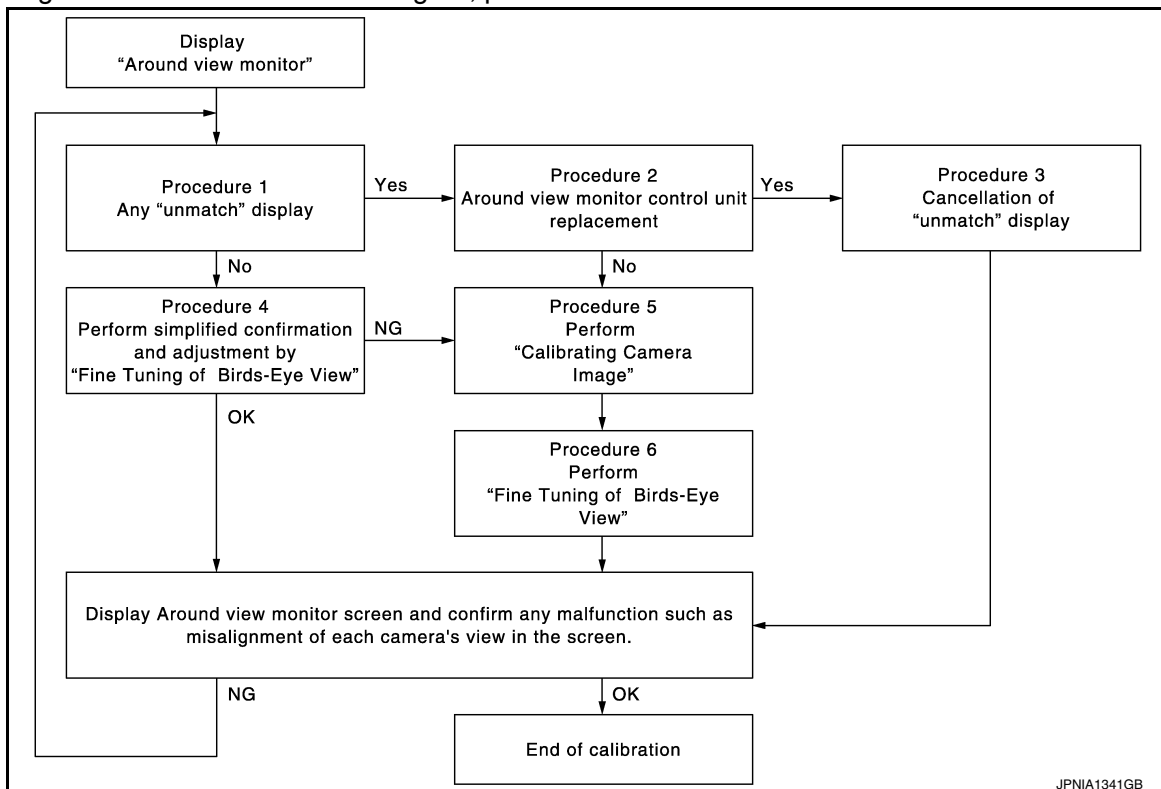 Display
“Around view monitor”
Procedure 1
Any “unmatch” display
Yes
Procedure 2
Around view monitor control unit
replacement
Yes
Procedure 3
Cancellation of
“unmatch” display
No
No
Procedure 4
Perform simplified confirmation
and adjustment by
“Fine Tuning of Birds-Eye View”
NG
Procedure 5
Perform
“Calibrating Camera
Image”
OK
Procedure 6
Perform
“Fine Tuning of Birds-Eye
View”
Display Around view monitor screen and confirm any malfunction such as
misalignment of each camera's view in the screen.
NG
OK
End of calibration
JPNIA1341GB